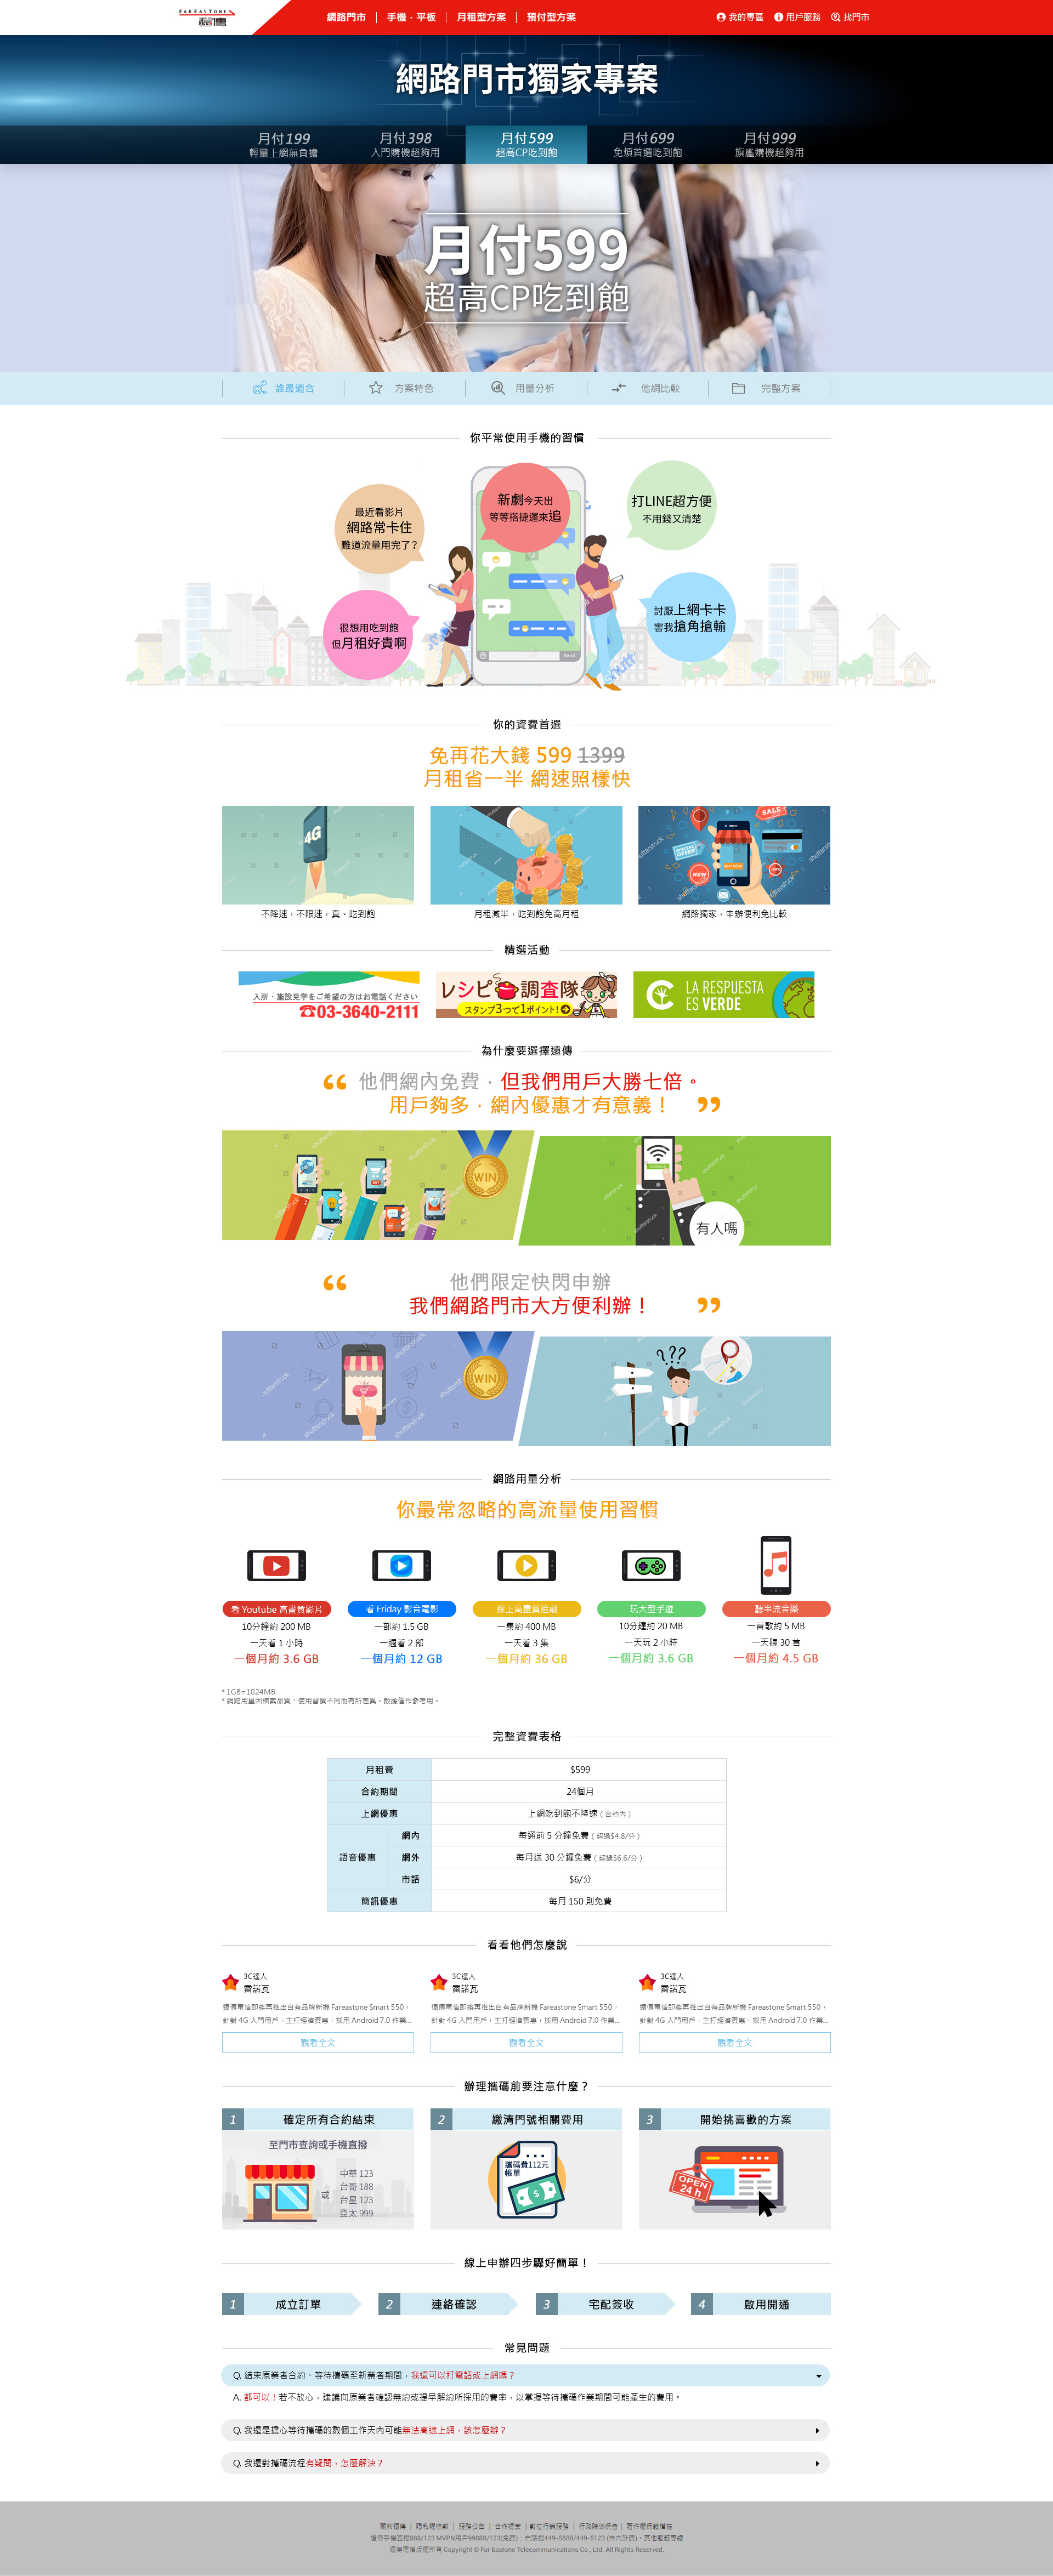 FAREASTONE
遠傳
網路門市
手機．平板
月租型方案
預付型方案
我的專區
用戶服務
找門市
網路門市獨家專案
月付199
輕量上網無負擔
月付398
入門購機超夠用
月付599
超高CP吃到飽
月付699
免煩首選吃到飽
月付999
旗艦購機超夠用
月付599
超高CP吃到飽
誰最適合
方案特色
用量分析
他網比較
完整方案
你平常使用手機的習慣
最近看影片
網路常卡住
難道流量用完了？
新劇今天出
等等搭捷運來追
打LINE超方便
不用錢又清楚
很想用吃到飽
但月租好貴啊
討厭上網卡卡
害我搶角搶輸
Send
你的資費首選
免再花大錢 599 1399
月租省一半 網速照樣快
4G
SALE
SPECIAL OFFER
NEW
不降速，不限速，真。吃到飽
月租減半，吃到飽免高月租
網路獨家，申辦便利免比較
精選活動
入所・施設見学をご希望の方はお電話ください
☎03-3640-2111
レシピ調査隊
スタンプ3つで1ポイント!
LA RESPUESTA
ES VERDE
為什麼要選擇遠傳
他們網內免費，但我們用戶大勝七倍。
用戶夠多，網內優惠才有意義！
WIN
有人嗎
他們限定快閃申辦
我們網路門市大方便利辦！
WIN
網路用量分析
你最常忽略的高流量使用習慣
看 Youtube 高畫質影片
10分鐘約 200 MB
一天看 1 小時
一個月約 3.6 GB
看 Friday 影音電影
一部約 1.5 GB
一週看 2 部
一個月約 12 GB
線上高畫質追劇
一集約 400 MB
一天看 3 集
一個月約 36 GB
玩大型手遊
10分鐘約 20 MB
一天玩 2 小時
一個月約 3.6 GB
聽串流音樂
一首歌約 5 MB
一天聽 30 首
一個月約 4.5 GB
* 1GB=1024MB
* 網路用量因檔案品質、使用習慣不同而有所差異。數據僅作參考用。
完整資費表格
月租費 $599
合約期間 24個月
上網優惠 上網吃到飽不降速（合約內）
語音優惠
網內 每通前 5 分鐘免費（超過$4.8/分）
網外 每月送 30 分鐘免費（超過$6.6/分）
市話 $6/分
簡訊優惠 每月 150 則免費
看看他們怎麼說
3C達人
雷諾瓦
遠傳電信即將再推出自有品牌新機 Fareastone Smart 550，
針對 4G 入門用戶，主打經濟實惠，採用 Android 7.0 作業...
觀看全文
3C達人
雷諾瓦
遠傳電信即將再推出自有品牌新機 Fareastone Smart 550，
針對 4G 入門用戶，主打經濟實惠，採用 Android 7.0 作業...
觀看全文
3C達人
雷諾瓦
遠傳電信即將再推出自有品牌新機 Fareastone Smart 550，
針對 4G 入門用戶，主打經濟實惠，採用 Android 7.0 作業...
觀看全文
辦理攜碼前要注意什麼？
1 確定所有合約結束
至門市查詢或手機直撥
或
中華 123
台哥 188
台星 123
亞太 999
2 繳清門號相關費用
攜碼費112元
帳單
3 開始挑喜歡的方案
OPEN
24 h
線上申辦四步驟好簡單！
1 成立訂單
2 連絡確認
3 宅配簽收
4 啟用開通
常見問題
Q. 結束原業者合約、等待攜碼至新業者期間，我還可以打電話或上網嗎？
A. 都可以！若不放心，建議向原業者確認無約或提早解約所採用的費率，以掌握等待攜作業期間可能產生的費用。
Q. 我還是擔心等待攜碼的數個工作天內可能無法高速上網，該怎麼辦？
Q. 我還對攜碼流程有疑問，怎麼解決？
關於遠傳 | 隱私權條款 | 服務公告 | 合作提案 | 數位行銷服務 | 行政院消保會 | 著作權保護措施
遠傳手機直撥888/123 MVPN用戶99888/123(免費)；市話撥449-5888/449-5123 (市內計費)。其他服務專線
遠傳電信版權所有 Copyright © Far Eastone Telecommunications Co., Ltd. All Rights Reserved.